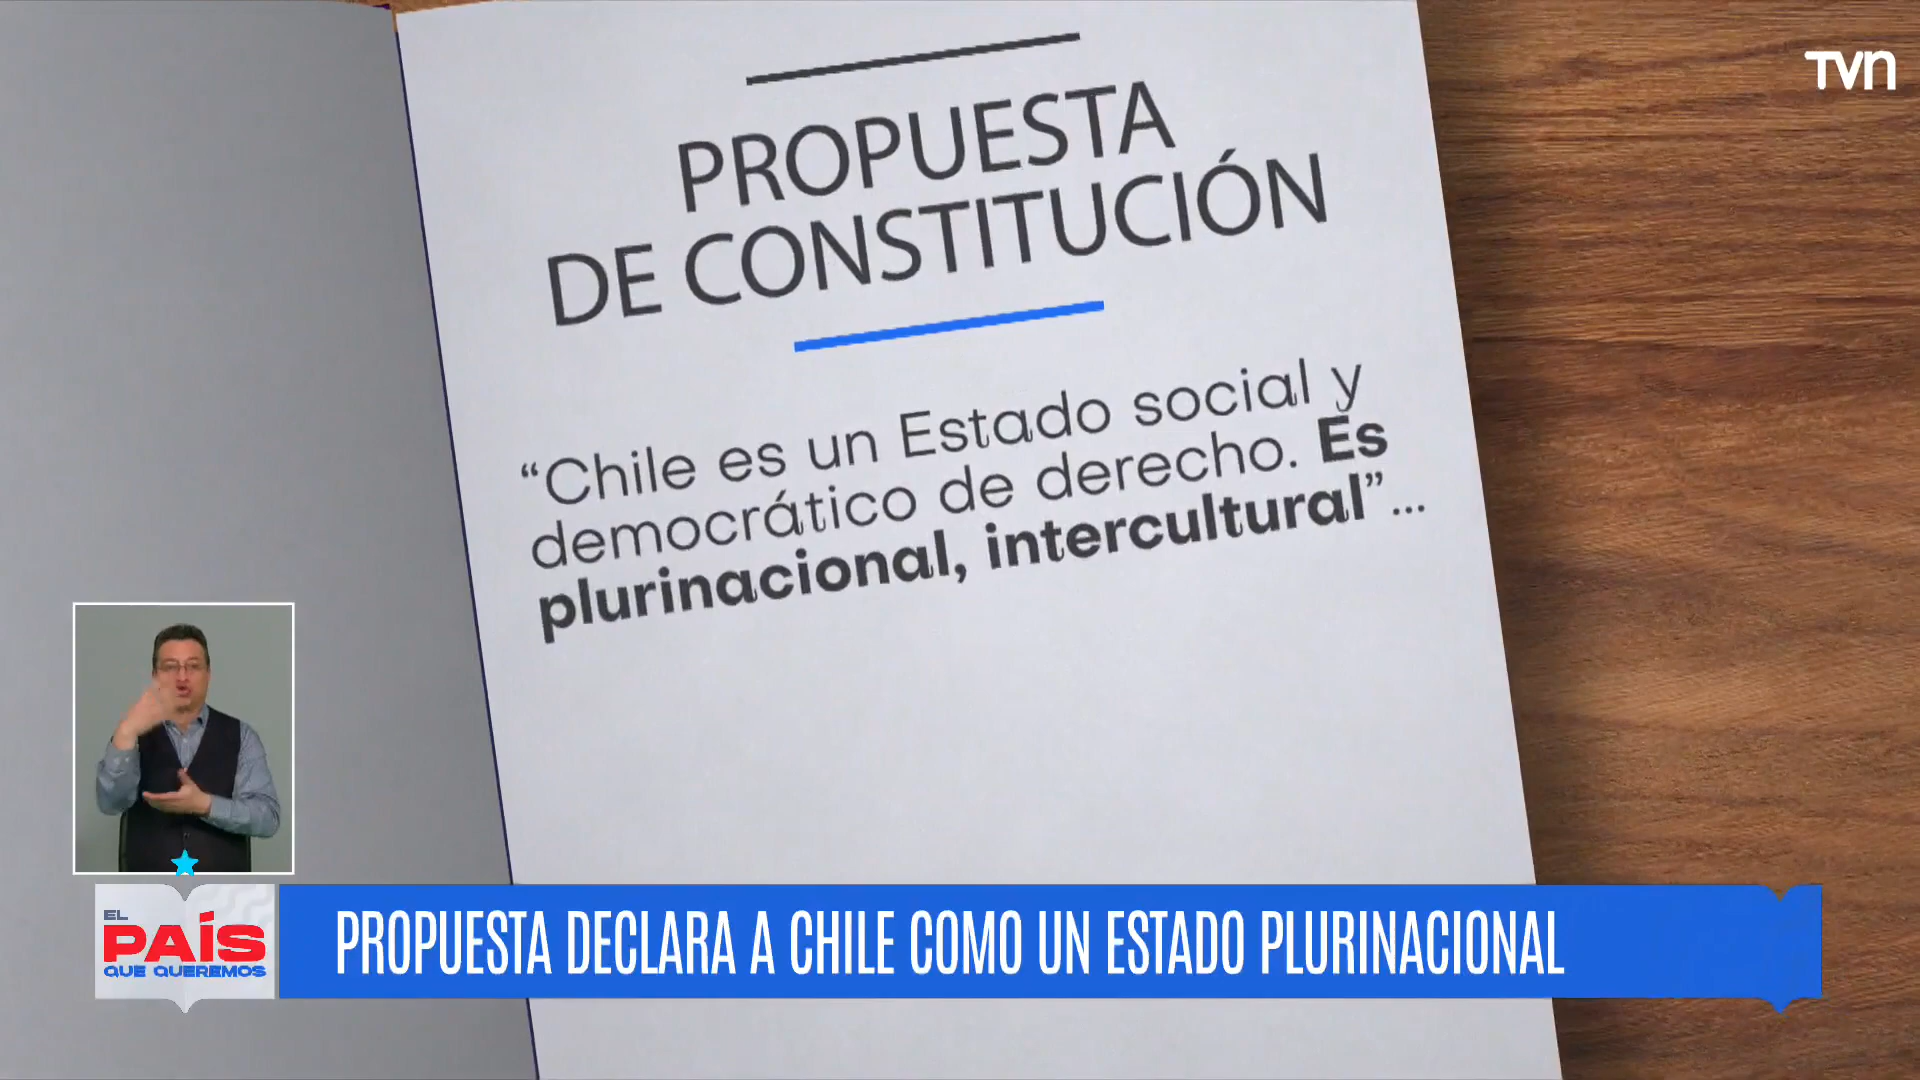 TVN
PROPUESTA
DE CONSTITUCIÓN
“Chile es un Estado social y
democrático de derecho. Es
plurinacional, intercultural”...
EL
PAÍS
QUE QUEREMOS
PROPUESTA DECLARA A CHILE COMO UN ESTADO PLURINACIONAL